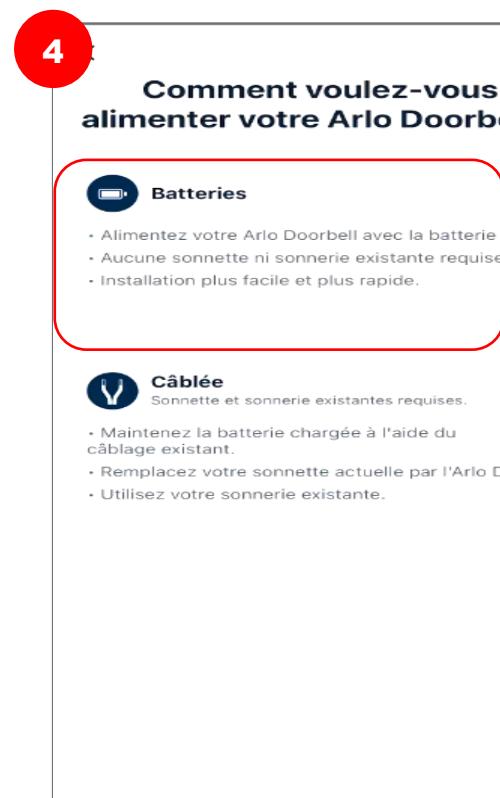 4
Comment voulez-vous
alimenter votre Arlo
Batteries
• Alimentez votre Arlo Doorbell avec la batterie
• Aucune sonnette ni sonnerie existante
• Installation plus facile et plus rapide.
Câblée
Sonnette et sonnerie existantes requises.
• Maintenez la batterie chargée à l'aide du
câblage existant.
• Remplacez votre sonnette actuelle par l'Arlo
• Utilisez votre sonnerie existante.